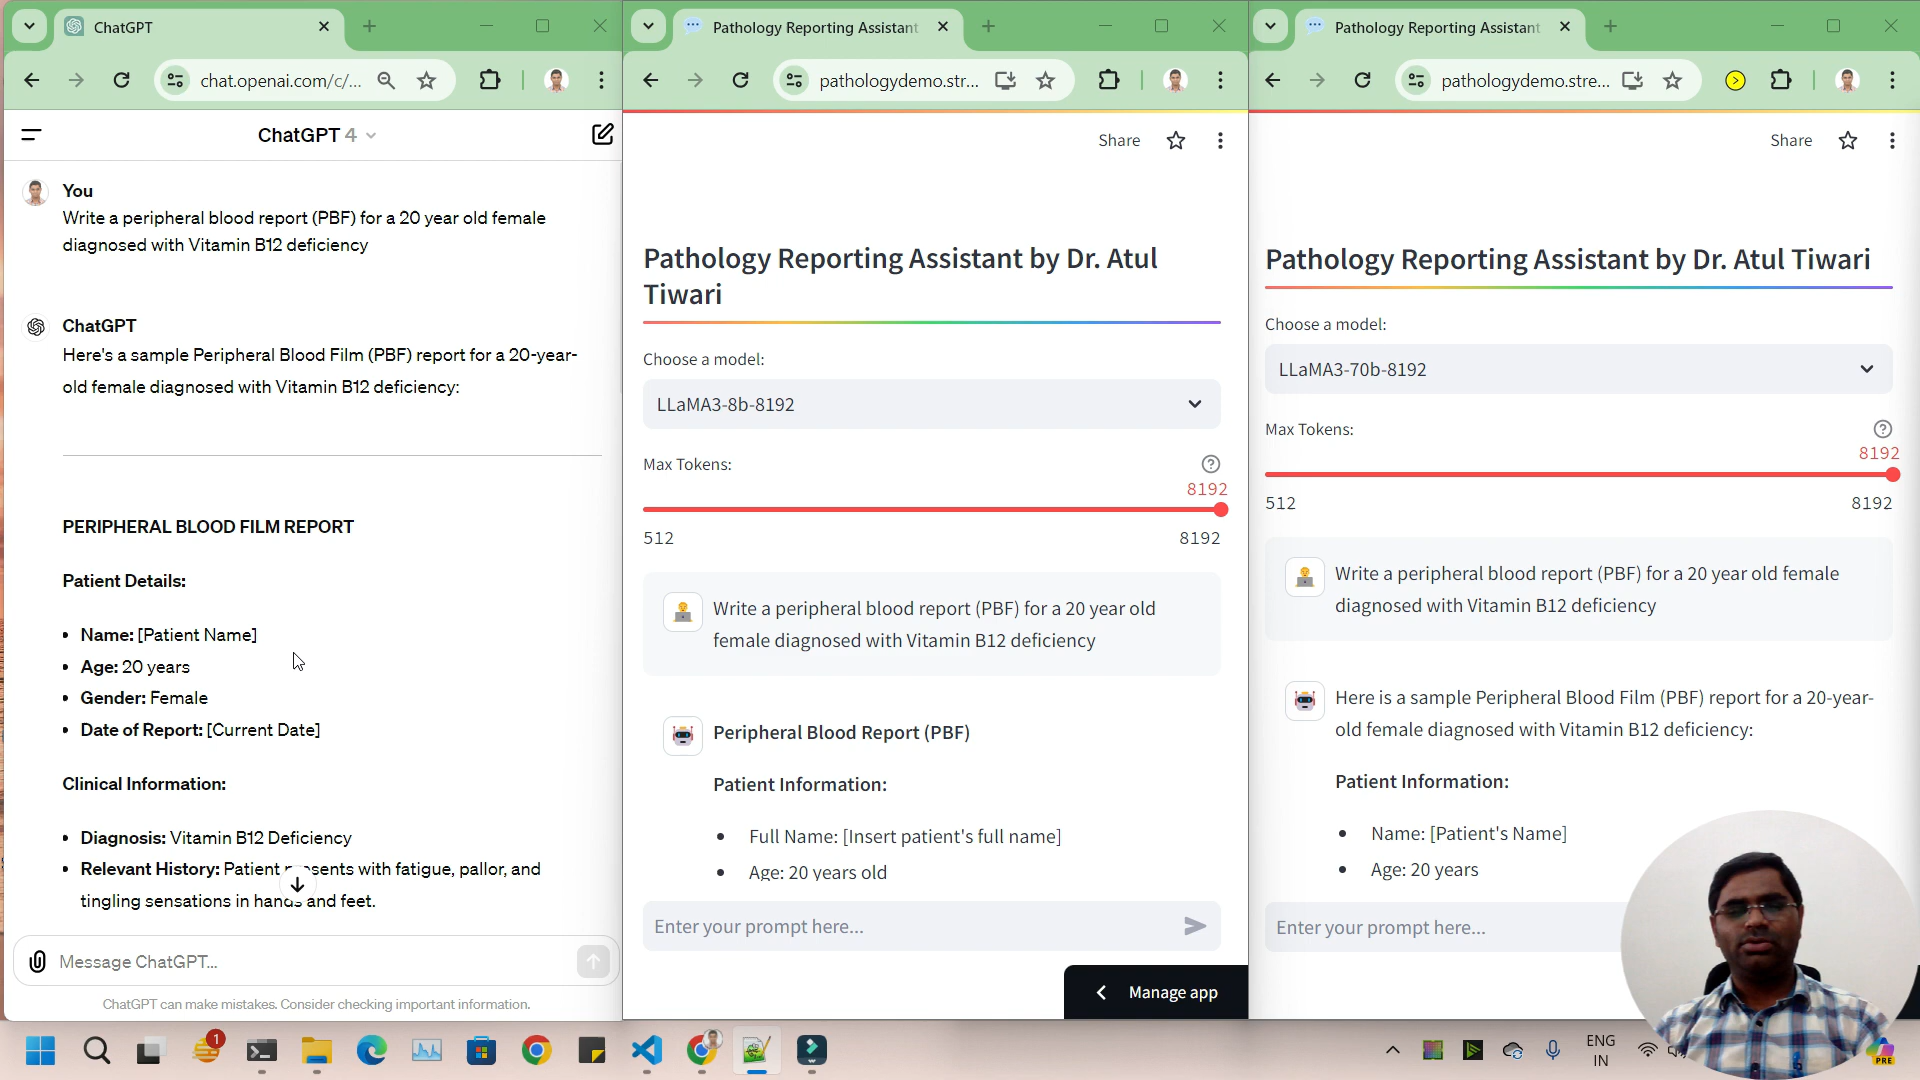 ChatGPT
chat.openai.com/c/...
ChatGPT 4
You
Write a peripheral blood report (PBF) for a 20 year old female
diagnosed with Vitamin B12 deficiency
ChatGPT
Here's a sample Peripheral Blood Film (PBF) report for a 20-year-
old female diagnosed with Vitamin B12 deficiency:
PERIPHERAL BLOOD FILM REPORT
Patient Details:
• Name: [Patient Name]
• Age: 20 years
• Gender: Female
• Date of Report: [Current Date]
Clinical Information:
• Diagnosis: Vitamin B12 Deficiency
• Relevant History: Patient presents with fatigue, pallor, and
tingling sensations in hands and feet.
Message ChatGPT...
ChatGPT can make mistakes. Consider checking important information.
Pathology Reporting Assistant
pathologydemo.str...
Share
Pathology Reporting Assistant by Dr. Atul
Tiwari
Choose a model:
LLaMA3-8b-8192
Max Tokens:
8192
512 8192
Write a peripheral blood report (PBF) for a 20 year old
female diagnosed with Vitamin B12 deficiency
Peripheral Blood Report (PBF)
Patient Information:
• Full Name: [Insert patient's full name]
• Age: 20 years old
Enter your prompt here...
Manage app
Pathology Reporting Assistant
pathologydemo.stre...
Share
Pathology Reporting Assistant by Dr. Atul Tiwari
Choose a model:
LLaMA3-70b-8192
Max Tokens:
8192
512 8192
Write a peripheral blood report (PBF) for a 20 year old female
diagnosed with Vitamin B12 deficiency
Here is a sample Peripheral Blood Film (PBF) report for a 20-year-
old female diagnosed with Vitamin B12 deficiency:
Patient Information:
• Name: [Patient's Name]
• Age: 20 years
Enter your prompt here...
1
ENG
IN
PRE